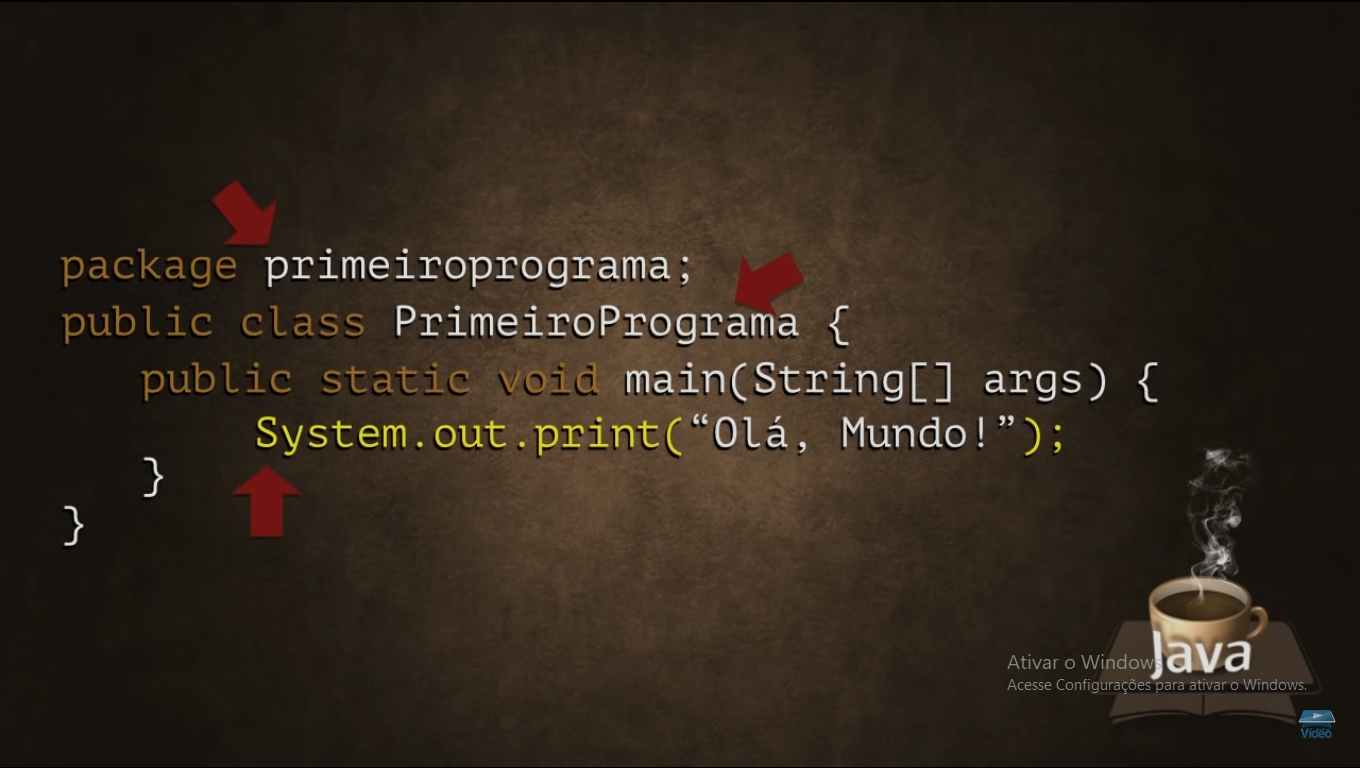 package primeiroprograma;
public class PrimeiroPrograma {
public static void main(String[] args) {
System.out.print(“Olá, Mundo!”);
}
}
Java
Ativar o Windows
Acesse Configurações para ativar o Windows.
Vídeo